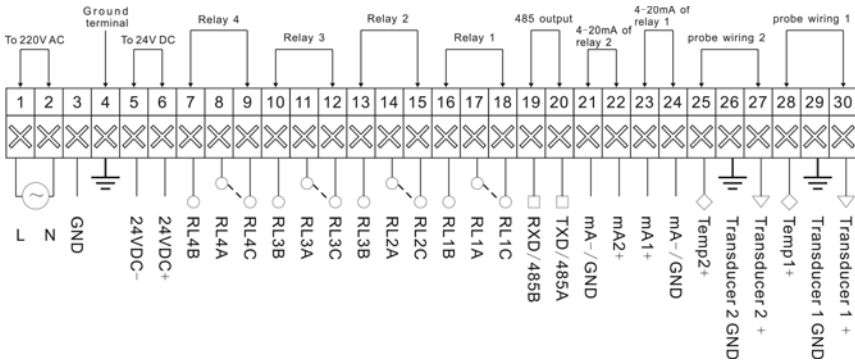 Ground
terminal
To 220V AC
To 24V DC
Relay 4
Relay 3
Relay 2
Relay 1
485 output
4-20mA of
relay 2
4-20mA of
relay 1
probe wiring 2
probe wiring 1
1 2 3 4 5 6 7 8 9 10 11 12 13 14 15 16 17 18 19 20 21 22 23 24 25 26 27 28 29 30
L
N
GND
24VDC-
24VDC+
RL4B
RL4A
RL4C
RL3B
RL3A
RL3C
RL3B
RL2A
RL2C
RL1B
RL1A
RL1C
RXD/485B
TXD/485A
mA-/GND
mA2+
mA1+
mA-/GND
Temp2+
Transducer 2 GND
Transducer 2 +
Temp1+
Transducer 1 GND
Transducer 1 +